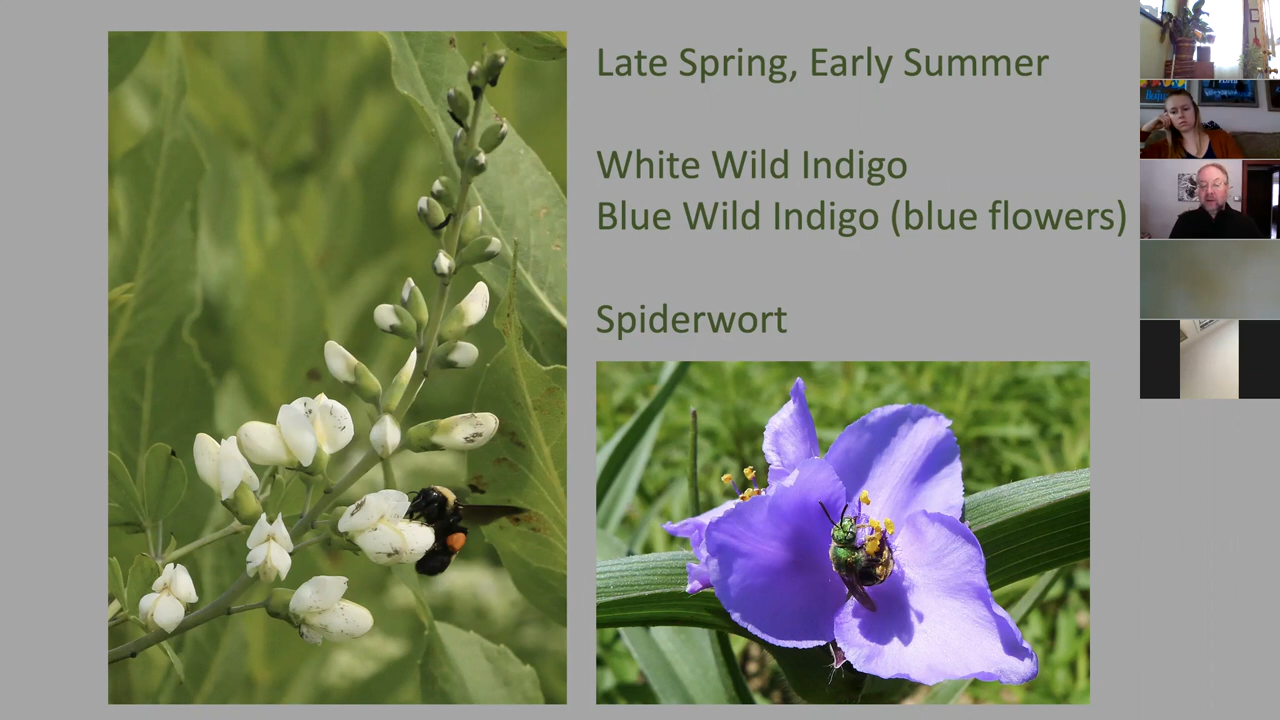 Late Spring, Early Summer
White Wild Indigo
Blue Wild Indigo (blue flowers)
Spiderwort